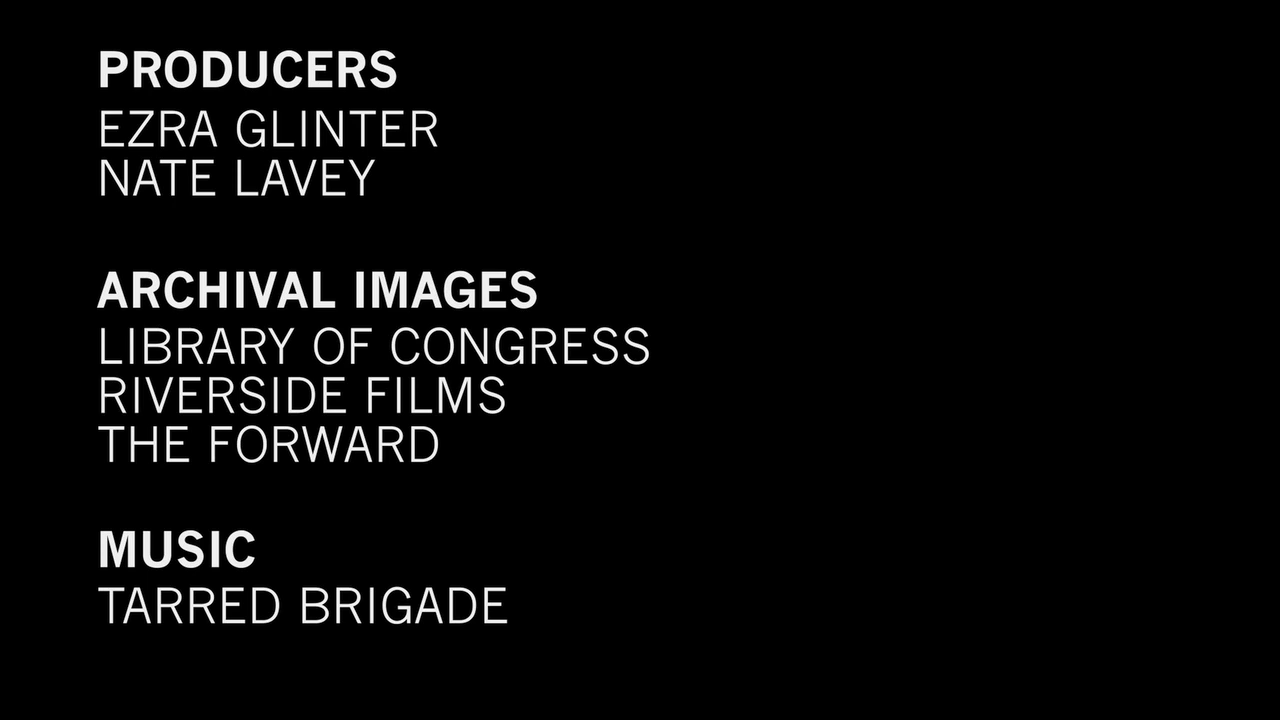 PRODUCERS
EZRA GLINTER
NATE LAVEY
ARCHIVAL IMAGES
LIBRARY OF CONGRESS
RIVERSIDE FILMS
THE FORWARD
MUSIC
TARRED BRIGADE